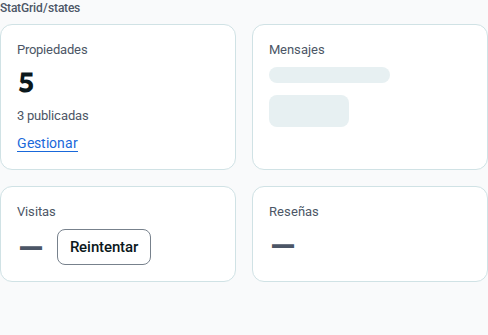 StatGrid/states
Propiedades
5
3 publicadas
Gestionar
Mensajes
Visitas
— Reintentar
Reseñas
—